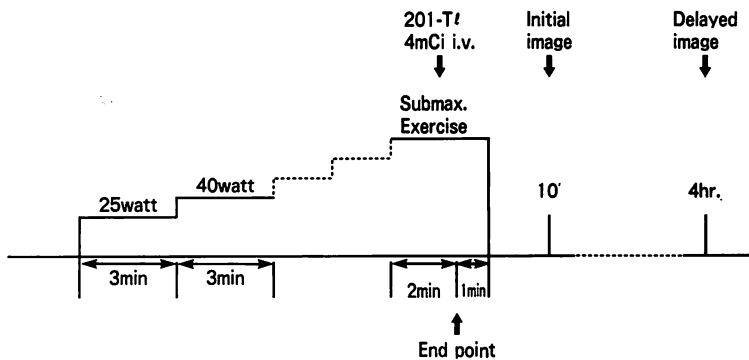 201-Tℓ
4mCi i.v.
Initial
image
Delayed
image
Submax.
Exercise
25watt
40watt
10′
4hr.
3min
3min
2min
1min
End point